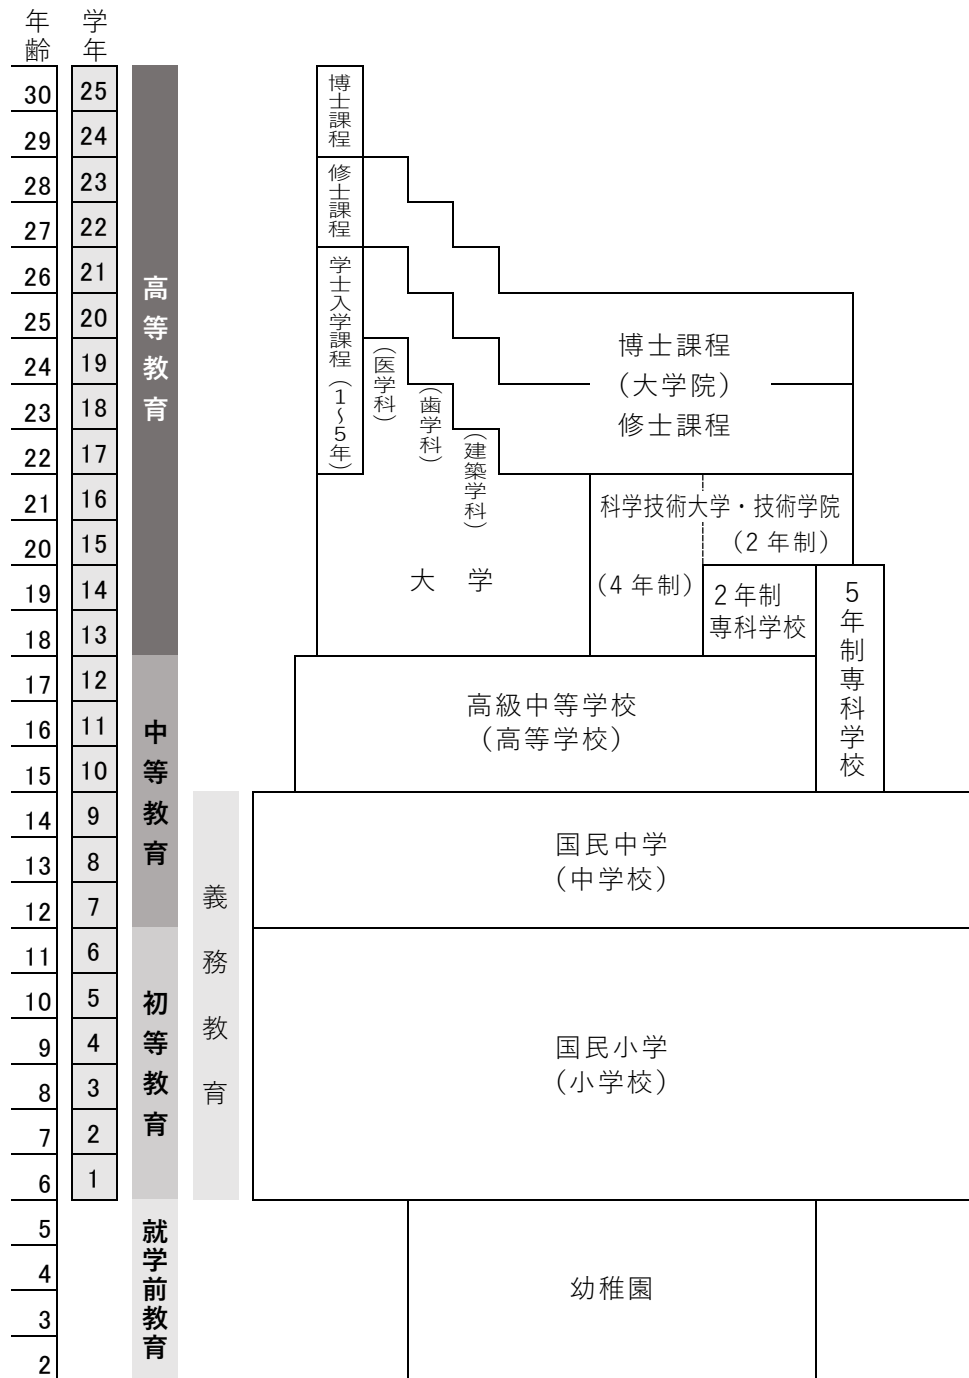 年齢
学年
30 25
29 24
28 23
27 22
26 21
25 20
24 19
23 18
22 17
21 16
20 15
19 14
18 13
17 12
16 11
15 10
14 9
13 8
12 7
11 6
10 5
9 4
8 3
7 2
6 1
5
4
3
2
高等教育
中等教育
初等教育
就学前教育
義務教育
博士課程
修士課程
学士入学課程(1~5年)
(医学科)
(歯学科)
(建築学科)
博士課程
(大学院)
修士課程
科学技術大学・技術学院
(2年制)
大学
(4年制)
2年制
専科学校
5年制専科学校
高級中等学校
(高等学校)
国民中学
(中学校)
国民小学
(小学校)
幼稚園